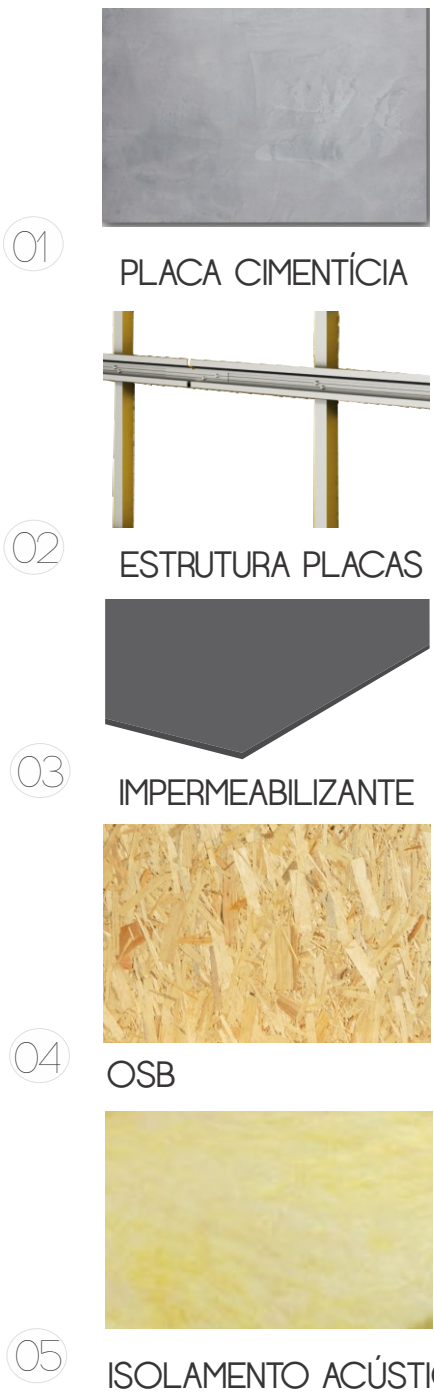 01
PLACA CIMENTÍCIA
02
ESTRUTURA PLACAS
03
IMPERMEABILIZANTE
04
OSB
05
ISOLAMENTO